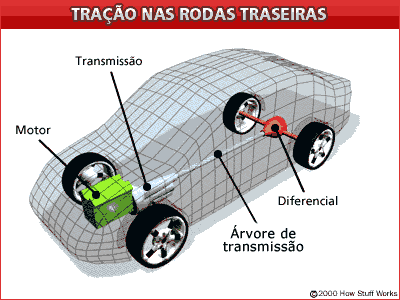 TRAÇÃO NAS RODAS TRASEIRAS
Transmissão
Motor
Diferencial
Árvore de
transmissão
©2000 How Stuff Works